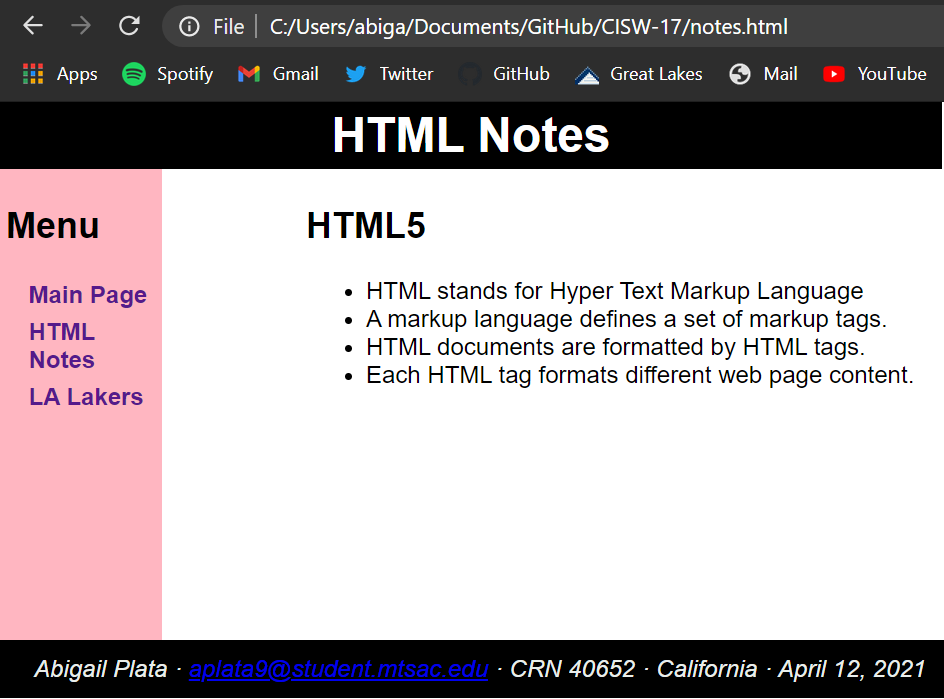 File | C:/Users/abiga/Documents/GitHub/CISW-17/notes.html
Apps Spotify Gmail Twitter GitHub Great Lakes Mail YouTube
HTML Notes
Menu
Main Page
HTML
Notes
LA Lakers
HTML5
• HTML stands for Hyper Text Markup Language
• A markup language defines a set of markup tags.
• HTML documents are formatted by HTML tags.
• Each HTML tag formats different web page content.
Abigail Plata · aplata9@student.mtsac.edu · CRN 40652 · California · April 12, 2021